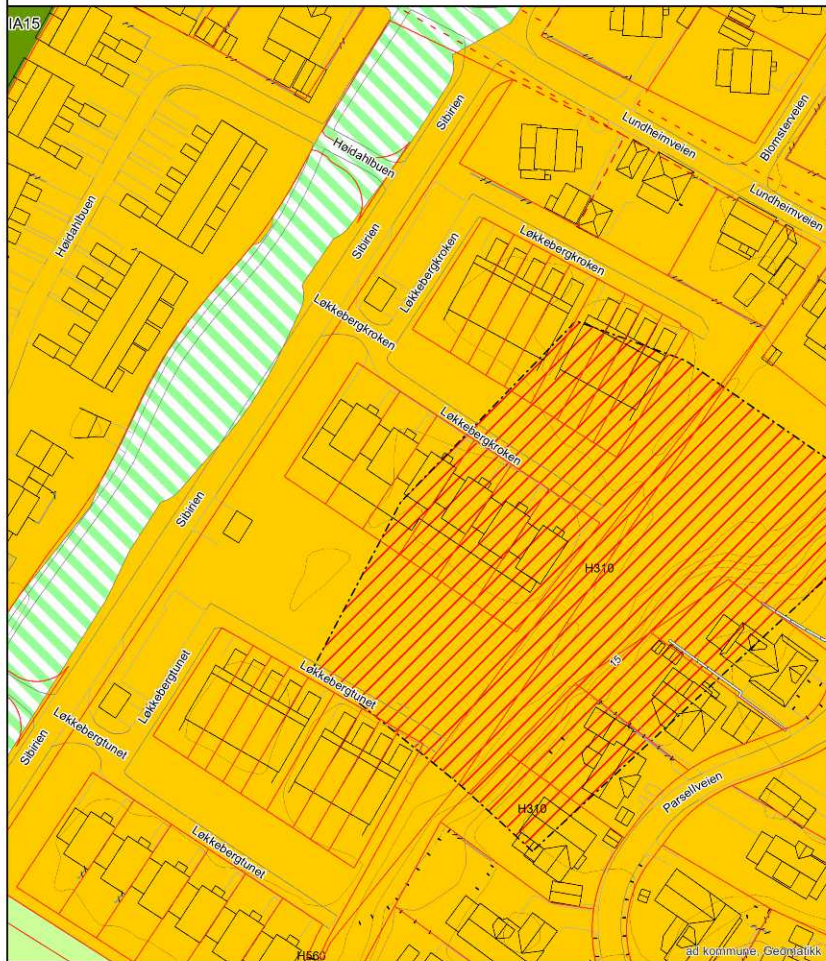 IA15
Sibirien
Lundheimveien
Blomsterveien
Høidahlbuen
Lundheimveien
Høidahlbuen
Sibirien
Løkkebergkroken
Løkkebergkroken
Løkkebergkroken
Løkkebergkroken
Sibirien
H310
15
Løkkebergtunet
Løkkebergtunet
Løkkebergtunet
Sibirien
Parsellveien
H310
Løkkebergtunet
H560
ad kommune, Geomatikk